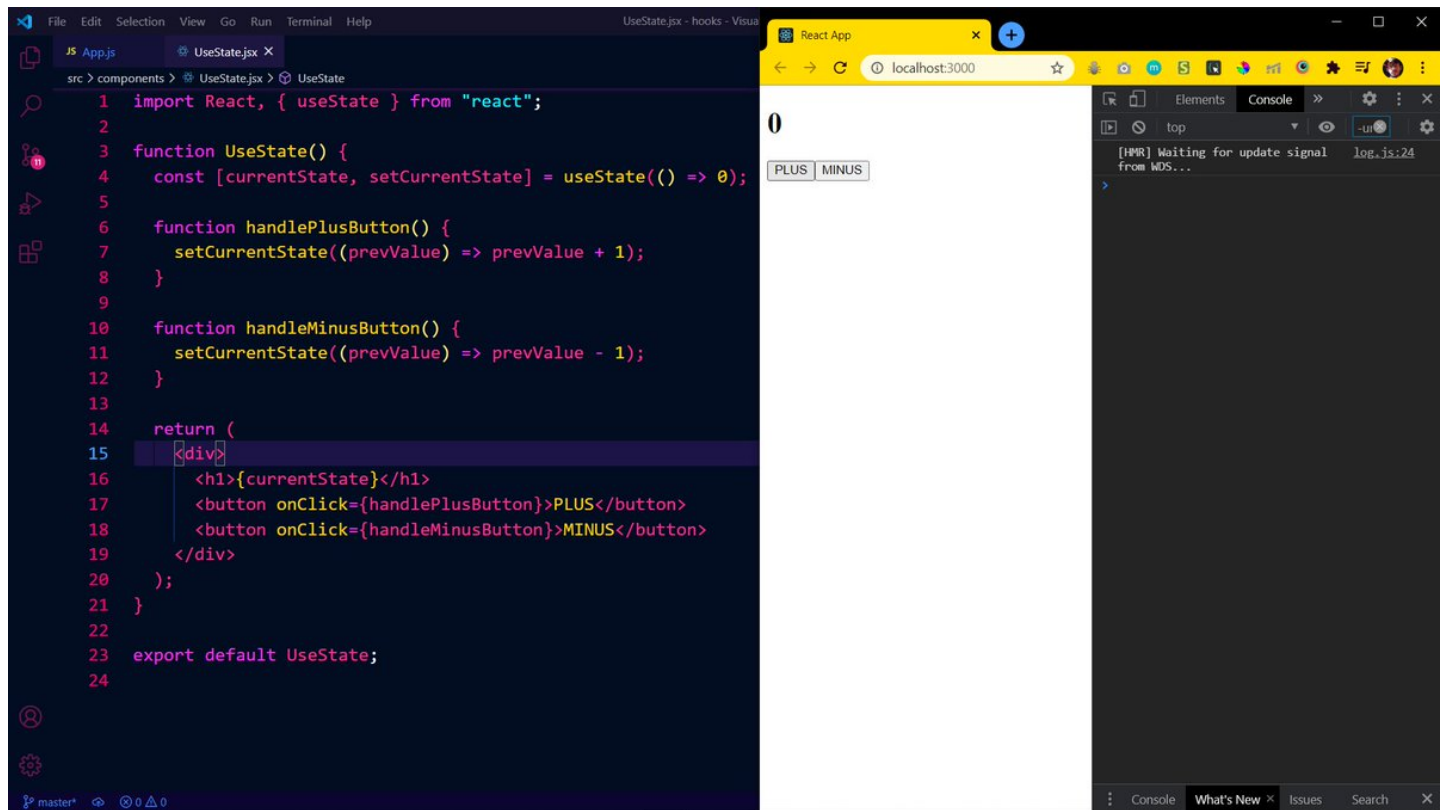 File Edit Selection View Go Run Terminal Help UseState.jsx - hooks - Visua
JS App.js UseState.jsx ×
src > components > UseState.jsx > UseState
1 import React, { useState } from "react";
2
3 function UseState() {
4 const [currentState, setCurrentState] = useState(() => 0);
5
6 function handlePlusButton() {
7 setCurrentState((prevValue) => prevValue + 1);
8 }
9
10 function handleMinusButton() {
11 setCurrentState((prevValue) => prevValue - 1);
12 }
13
14 return (
15 <div>
16 <h1>{currentState}</h1>
17 <button onClick={handlePlusButton}>PLUS</button>
18 <button onClick={handleMinusButton}>MINUS</button>
19 </div>
20 );
21 }
22
23 export default UseState;
24
11
master* 0 0
React App
localhost:3000
0
PLUS MINUS
Elements Console »
top -ur
[HMR] Waiting for update signal log.js:24
from WDS...
>
Console What's New × Issues Search